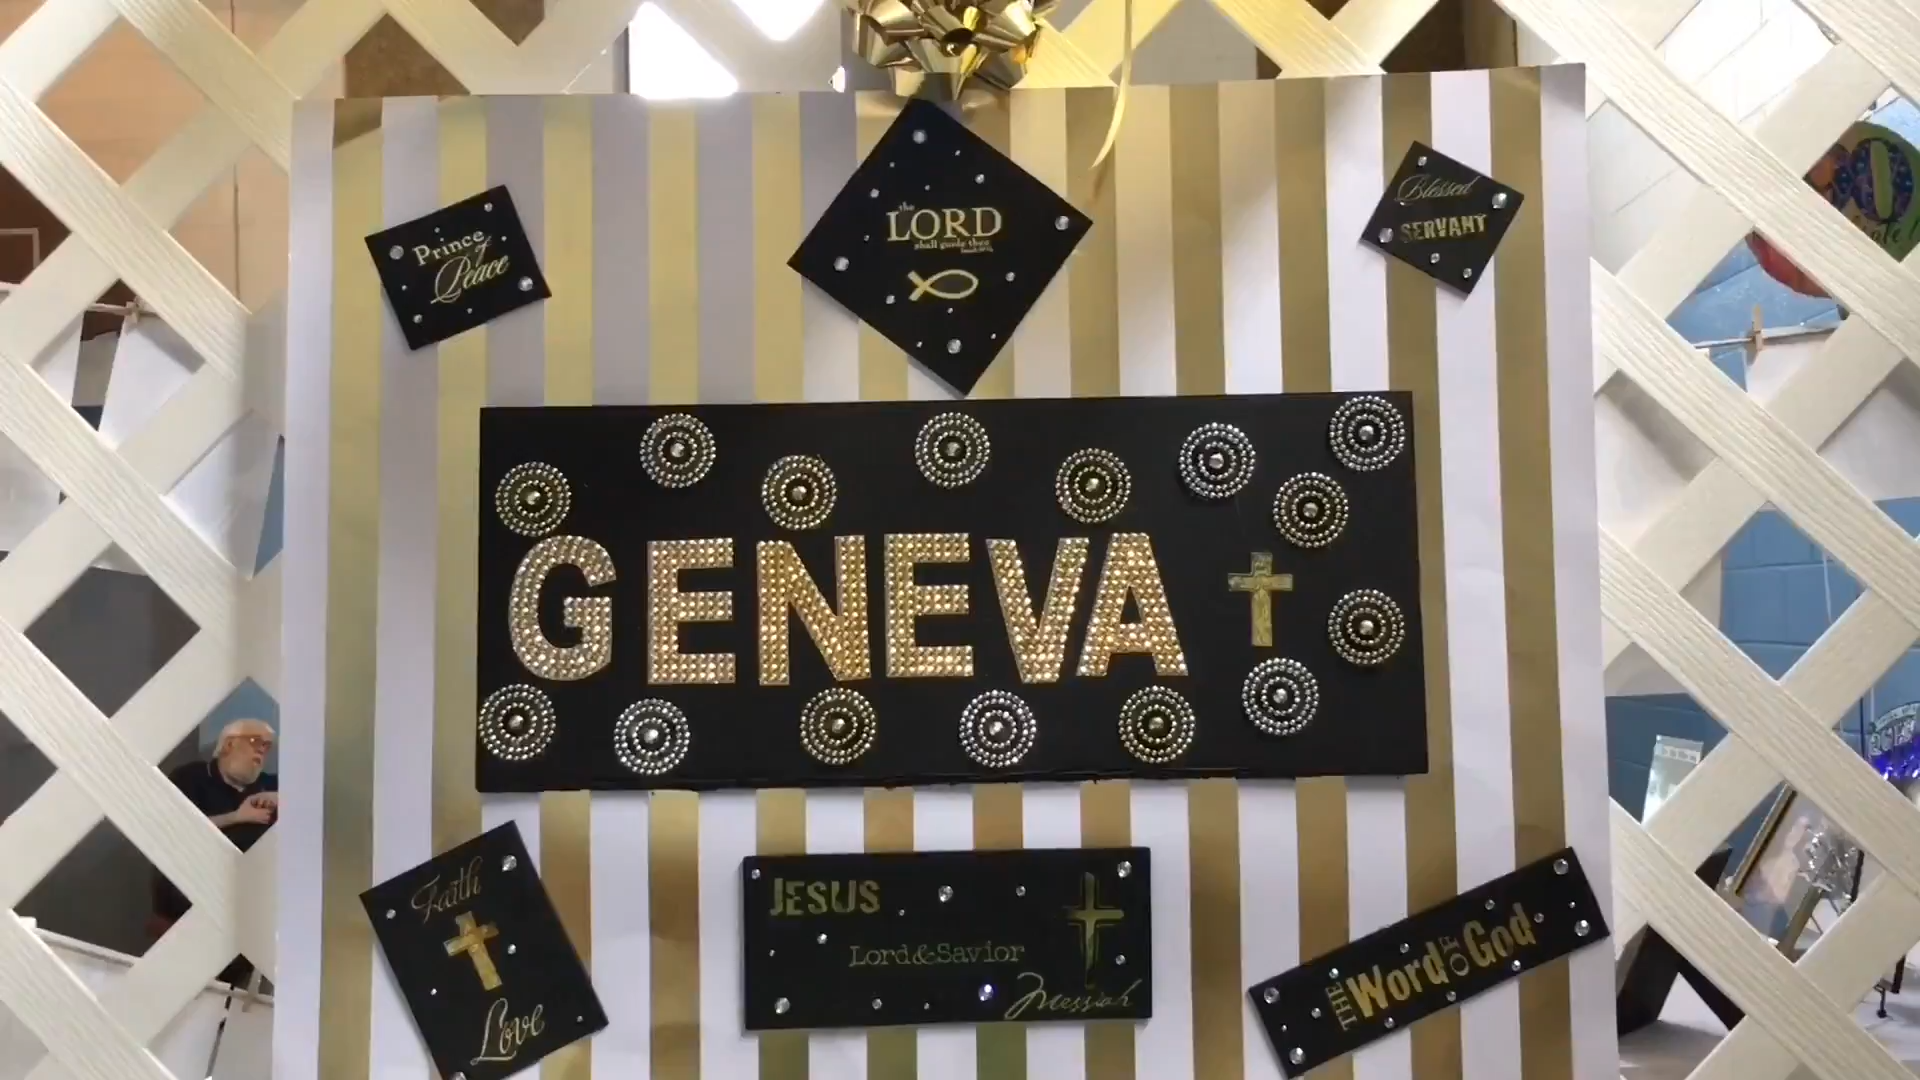 Prince
of
Peace
the
LORD
shall guide thee
Blessed
SERVANT
GENEVA
Faith
Love
JESUS
Lord&Savior
Messiah
THE Word OF God